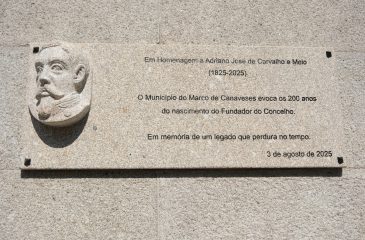 Em Homenagem a Adriano José de Carvalho e Melo
(1825-2025).
O Município do Marco de Canaveses evoca os 200 anos
do nascimento do Fundador do Concelho.
Em memória de um legado que perdura no tempo.
3 de agosto de 2025